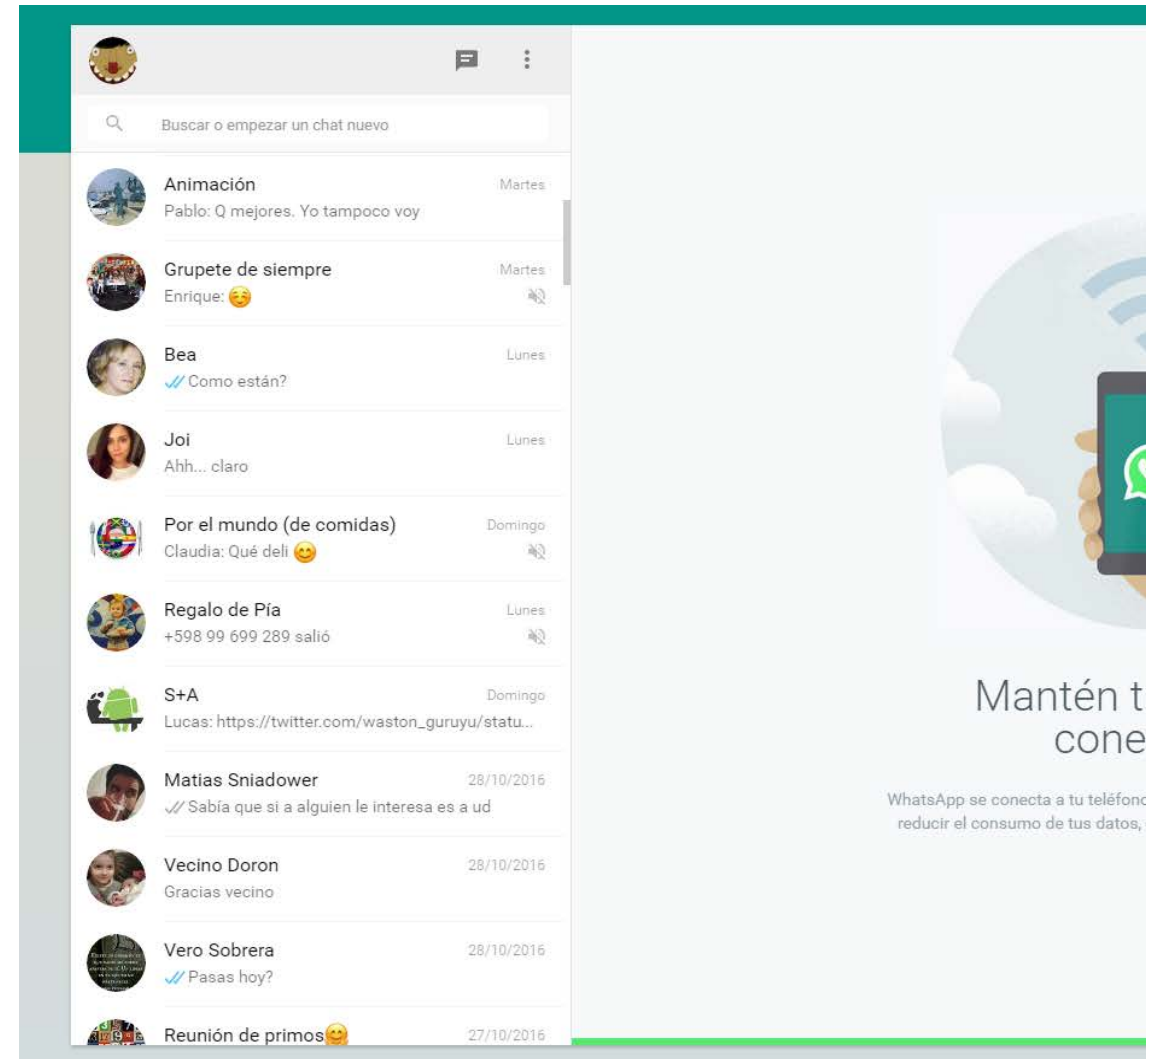 Buscar o empezar un chat nuevo
Animación Martes
Pablo: Q mejores. Yo tampoco voy
Grupete de siempre Martes
Enrique: ☺️
Bea Lunes
Como están?
Joi Lunes
Ahh... claro
Por el mundo (de comidas) Domingo
Claudia: Qué deli 😊
Regalo de Pía Lunes
+598 99 699 289 salió
S+A Domingo
Lucas: https://twitter.com/waston_guruyu/statu...
Matias Sniadower 28/10/2016
Sabía que si a alguien le interesa es a ud
Vecino Doron 28/10/2016
Gracias vecino
Vero Sobrera 28/10/2016
Pasas hoy?
Reunión de primos🤗 27/10/2016
Mantén t
cone
WhatsApp se conecta a tu teléfono
reducir el consumo de tus datos,